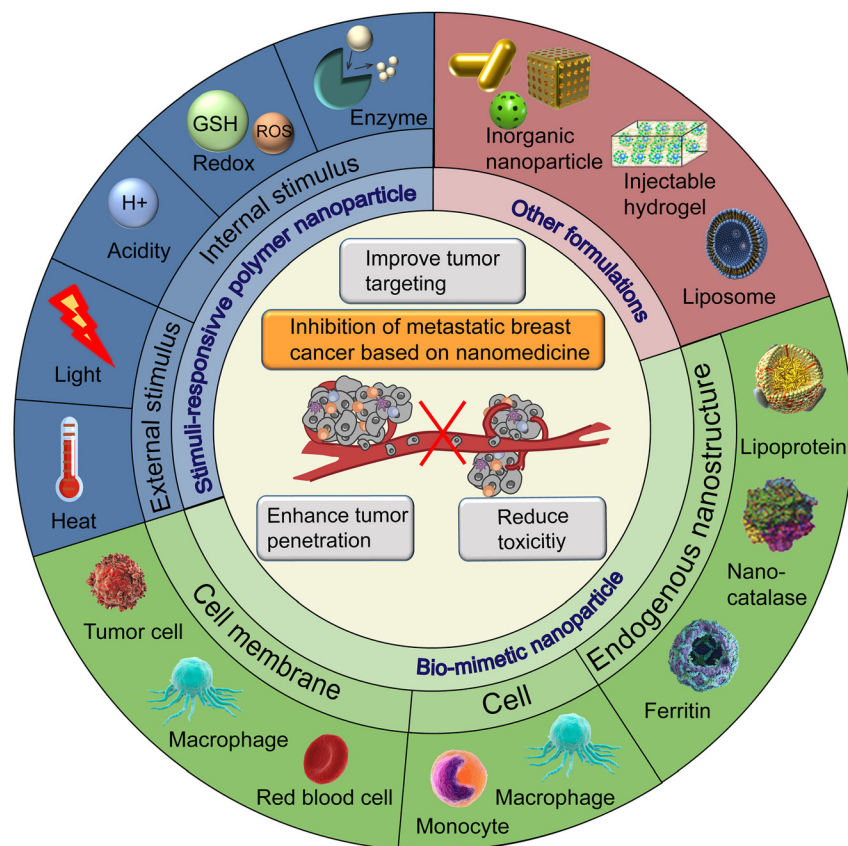 Enzyme
GSH
ROS
Redox
H+
Acidity
Light
Heat
Internal stimulus
External stimulus
Stimuli-responsivve polymer nanoparticle
Inorganic
nanoparticle
Injectable
hydrogel
Liposome
Other formulations
Improve tumor
targeting
Inhibition of metastatic breast
cancer based on nanomedicine
Enhance tumor
penetration
Reduce
toxicitiy
Lipoprotein
Nano-
catalase
Ferritin
Endogenous nanostructure
Bio-mimetic nanoparticle
Cell membrane
Cell
Tumor cell
Macrophage
Red blood cell
Monocyte
Macrophage